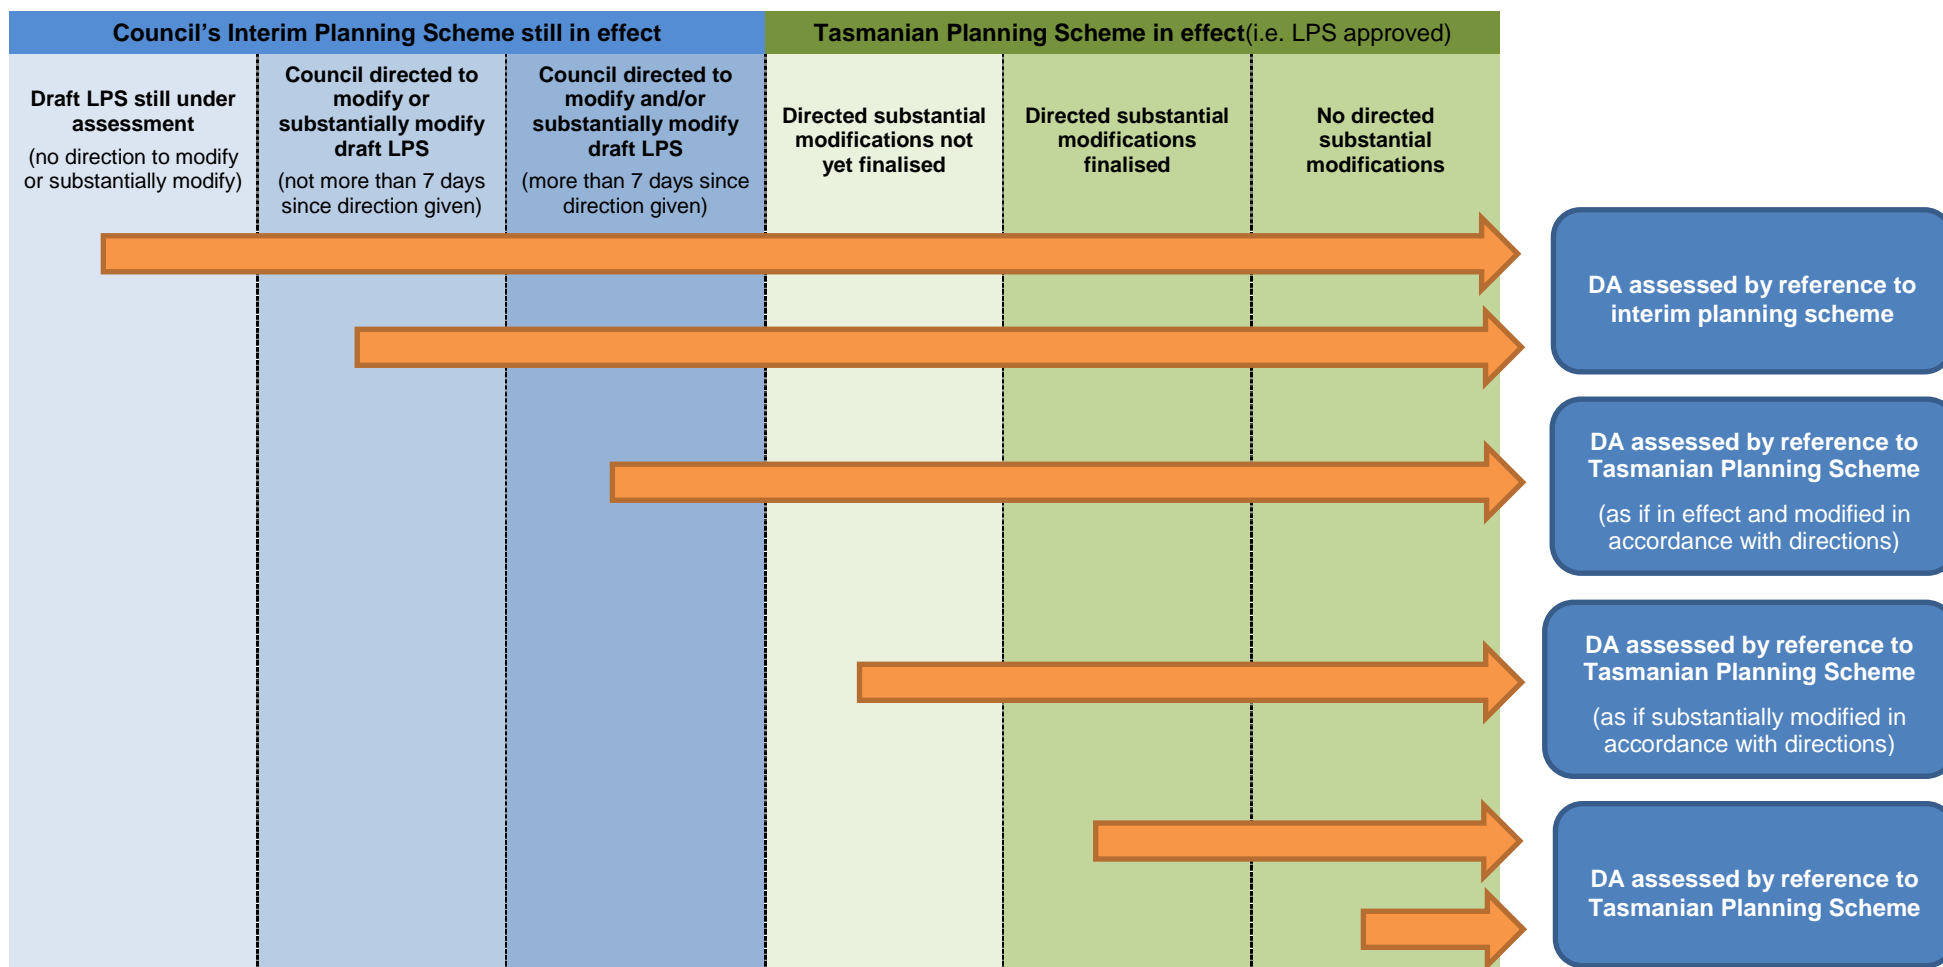 Council's Interim Planning Scheme still in effect
Tasmanian Planning Scheme in effect(i.e. LPS approved)
Draft LPS still under
assessment
(no direction to modify
or substantially modify)
Council directed to
modify or
substantially modify
draft LPS
(not more than 7 days
since direction given)
Council directed to
modify and/or
substantially modify
draft LPS
(more than 7 days since
direction given)
Directed substantial
modifications not
yet finalised
Directed substantial
modifications
finalised
No directed
substantial
modifications
DA assessed by reference to
interim planning scheme
DA assessed by reference to
Tasmanian Planning Scheme
(as if in effect and modified in
accordance with directions)
DA assessed by reference to
Tasmanian Planning Scheme
(as if substantially modified in
accordance with directions)
DA assessed by reference to
Tasmanian Planning Scheme